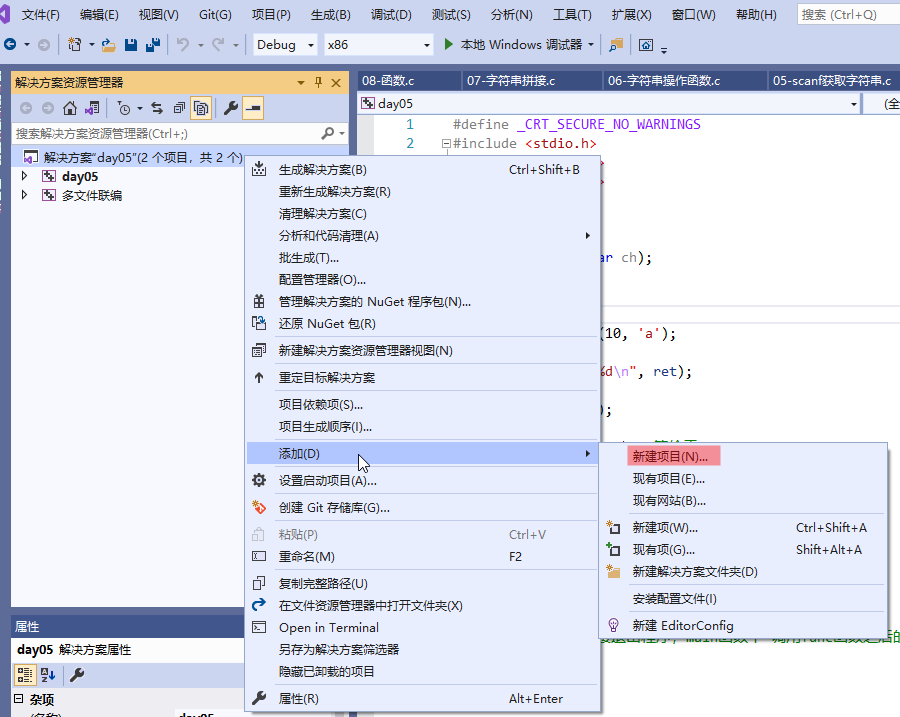 文件(F) 编辑(E) 视图(V) Git(G) 项目(P) 生成(B) 调试(D) 测试(S) 分析(N) 工具(T) 扩展(X) 窗口(W) 帮助(H) 搜索 (Ctrl+Q)
Debug x86 本地 Windows 调试器
解决方案资源管理器
08-函数.c 07-字符串拼接.c 06-字符串操作函数.c 05-scanf获取字符串.c
day05 (全
搜索解决方案资源管理器(Ctrl+;)
1 #define _CRT_SECURE_NO_WARNINGS
2 #include <stdio.h>
解决方案"day05"(2 个项目，共 2 个)
day05
多文件联编
生成解决方案(B) Ctrl+Shift+B
重新生成解决方案(R)
清理解决方案(C)
分析和代码清理(A)
批生成(T)...
配置管理器(O)...
管理解决方案的 NuGet 程序包(N)...
还原 NuGet 包(R)
新建解决方案资源管理器视图(N)
重定目标解决方案
项目依赖项(S)...
项目生成顺序(I)...
添加(D)
设置启动项目(A)...
创建 Git 存储库(G)...
粘贴(P) Ctrl+V
重命名(M) F2
复制完整路径(U)
在文件资源管理器中打开文件夹(X)
Open in Terminal
另存为解决方案筛选器
隐藏已卸载的项目
属性(R) Alt+Enter
ar ch);
(10, 'a');
%d\n", ret);
);
新建项目(N)...
现有项目(E)...
现有网站(B)...
新建项(W)... Ctrl+Shift+A
现有项(G)... Shift+Alt+A
新建解决方案文件夹(D)
安装配置文件(I)
新建 EditorConfig
属性
day05 解决方案属性
杂项
(名称) day05